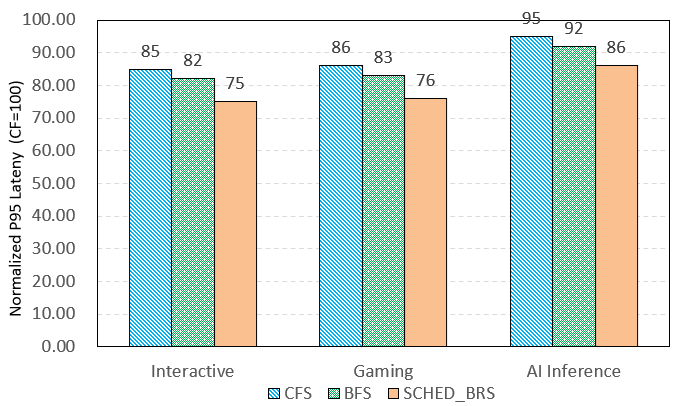 Normalized P95 Lateny (CF=100)
100.00
90.00
80.00
70.00
60.00
50.00
40.00
30.00
20.00
10.00
0.00
85
82
75
86
83
76
95
92
86
Interactive
Gaming
AI Inference
CFS
BFS
SCHED_BRS